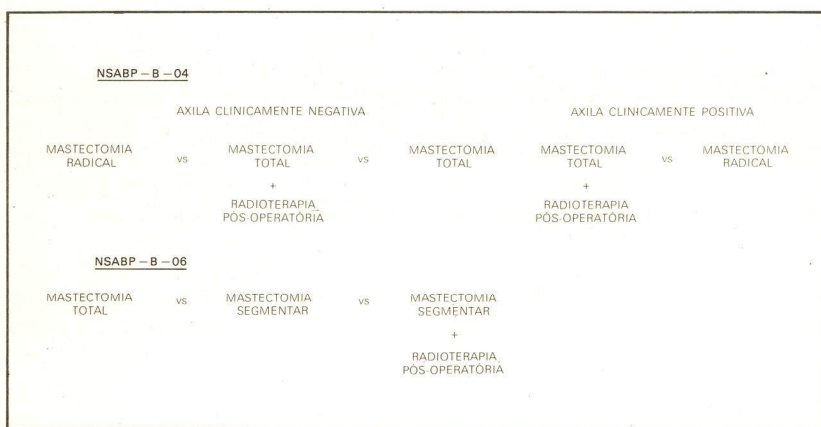 NSABP – B – 04
AXILA CLINICAMENTE NEGATIVA AXILA CLINICAMENTE POSITIVA
MASTECTOMIA RADICAL vs MASTECTOMIA TOTAL + RADIOTERAPIA PÓS-OPERATÓRIA vs MASTECTOMIA TOTAL
MASTECTOMIA TOTAL + RADIOTERAPIA PÓS-OPERATÓRIA vs MASTECTOMIA RADICAL
NSABP – B – 06
MASTECTOMIA TOTAL vs MASTECTOMIA SEGMENTAR vs MASTECTOMIA SEGMENTAR + RADIOTERAPIA PÓS-OPERATÓRIA